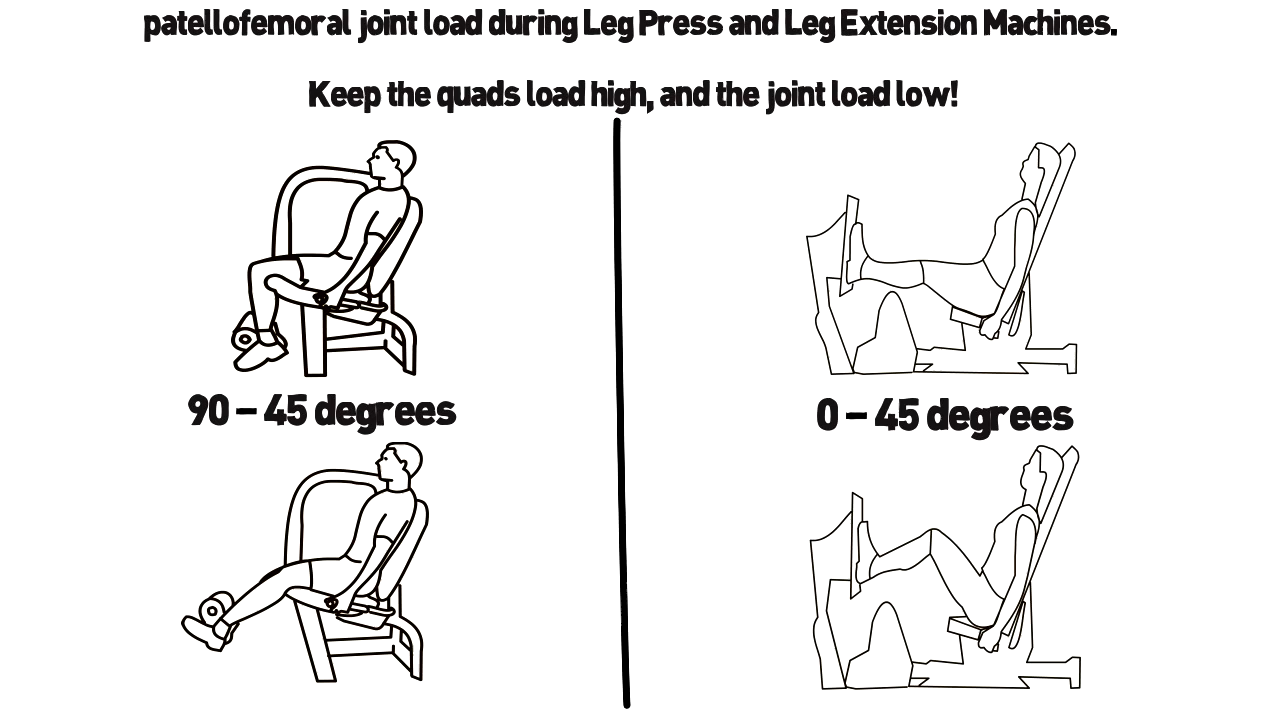 patellofemoral joint load during Leg Press and Leg Extension Machines.
Keep the quads load high, and the joint load low!
90 – 45 degrees
0 – 45 degrees